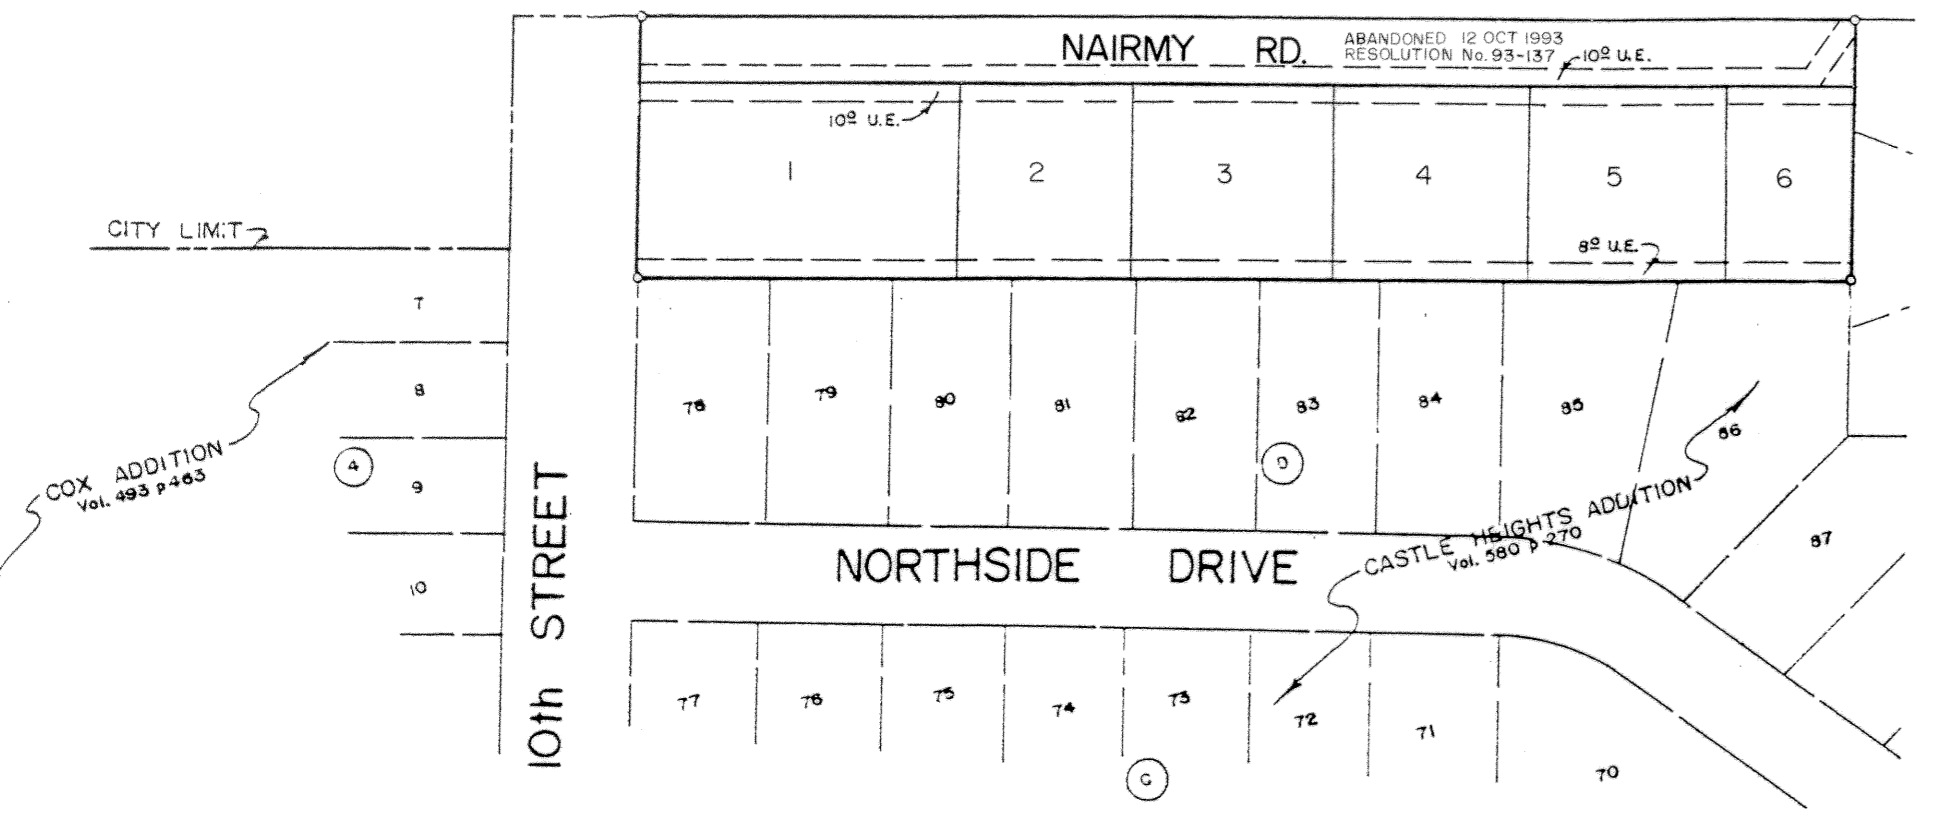 NAIRMY RD.
ABANDONED 12 OCT 1993
RESOLUTION No. 93-137
10º U.E.
10º U.E.
1
2
3
4
5
6
CITY LIMIT
8º U.E.
7
8
9
10
4
COX ADDITION
Vol. 493 p 463
78
79
80
81
82
83
84
85
86
87
D
CASTLE HEIGHTS ADDITION
Vol. 580 p 270
NORTHSIDE DRIVE
10th STREET
77
76
75
74
73
72
71
70